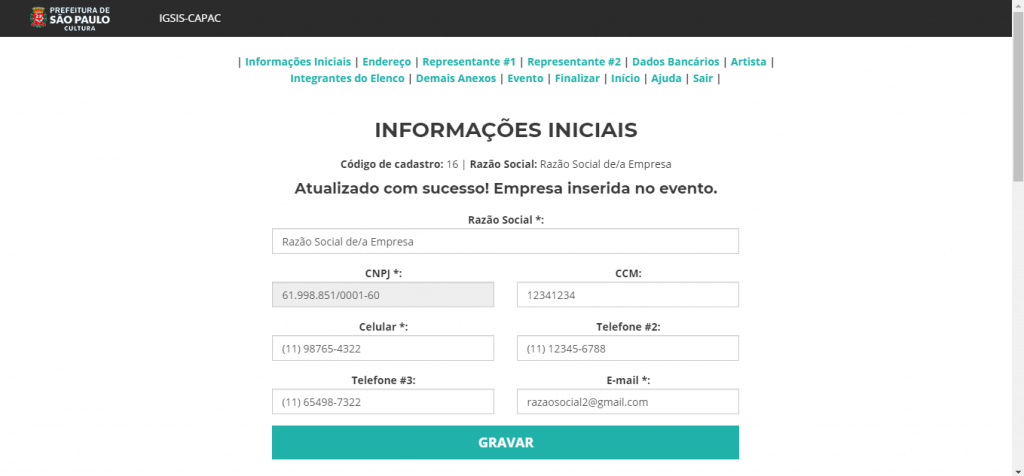 PREFEITURA DE
SÃO PAULO
CULTURA
IGSIS-CAPAC
| Informações Iniciais | Endereço | Representante #1 | Representante #2 | Dados Bancários | Artista |
Integrantes do Elenco | Demais Anexos | Evento | Finalizar | Início | Ajuda | Sair |
INFORMAÇÕES INICIAIS
Código de cadastro: 16 | Razão Social: Razão Social de/a Empresa
Atualizado com sucesso! Empresa inserida no evento.
Razão Social *:
Razão Social de/a Empresa
CNPJ *:
CCM:
61.998.851/0001-60
12341234
Celular *:
Telefone #2:
(11) 98765-4322
(11) 12345-6788
Telefone #3:
E-mail *:
(11) 65498-7322
razaosocial2@gmail.com
GRAVAR